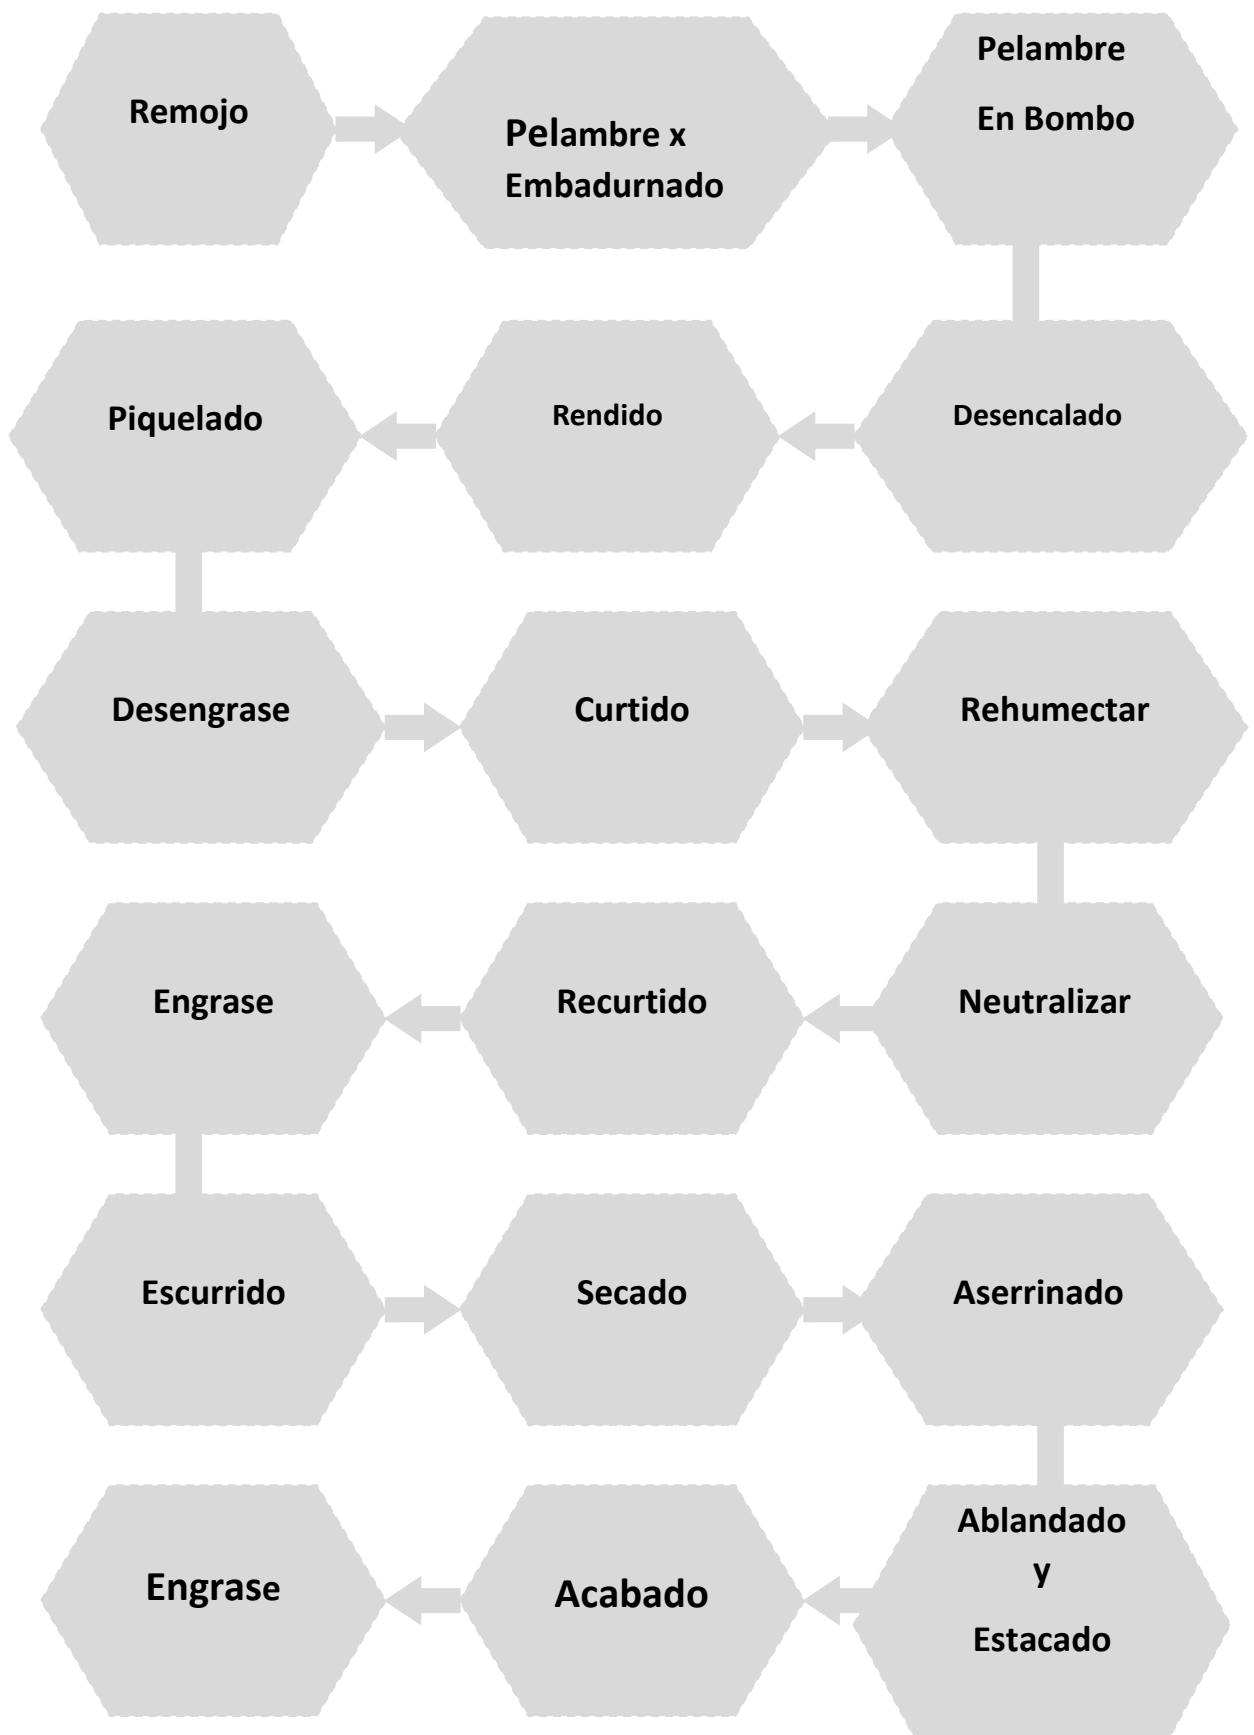 Remojo
Pelambre x
Embadurnado
Pelambre
En Bombo
Desencalado
Rendido
Piquelado
Desengrase
Curtido
Rehumectar
Neutralizar
Recurtido
Engrase
Escurrido
Secado
Aserrinado
Ablandado
y
Estacado
Acabado
Engrase